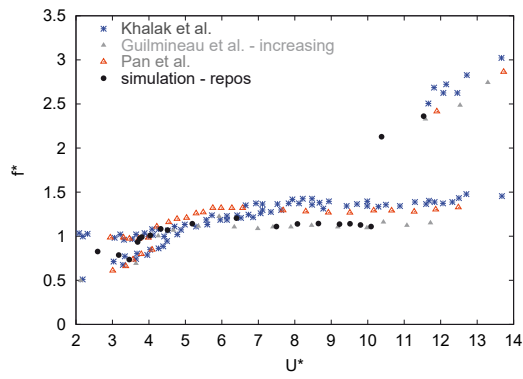 3.5
3
2.5
2
1.5
1
0.5
0
f*
Khalak et al.
Guilmineau et al. - increasing
Pan et al.
simulation - repos
2 3 4 5 6 7 8 9 10 11 12 13 14
U*